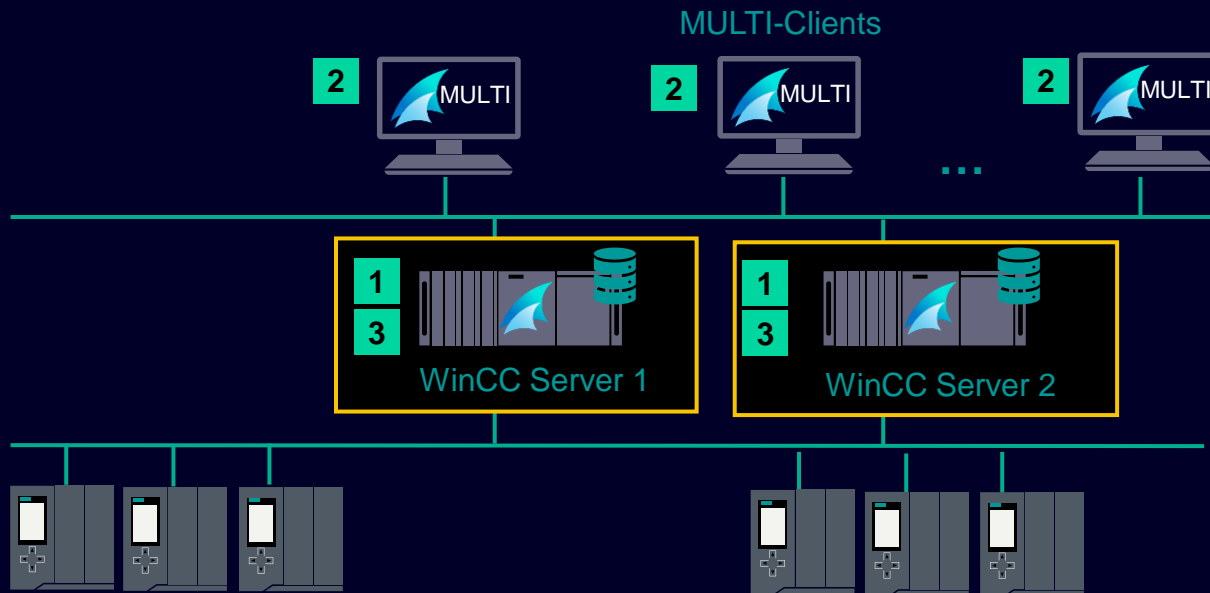 MULTI-Clients
2
MULTI
2
MULTI
2
MULTI
...
1
3
WinCC Server 1
1
3
WinCC Server 2